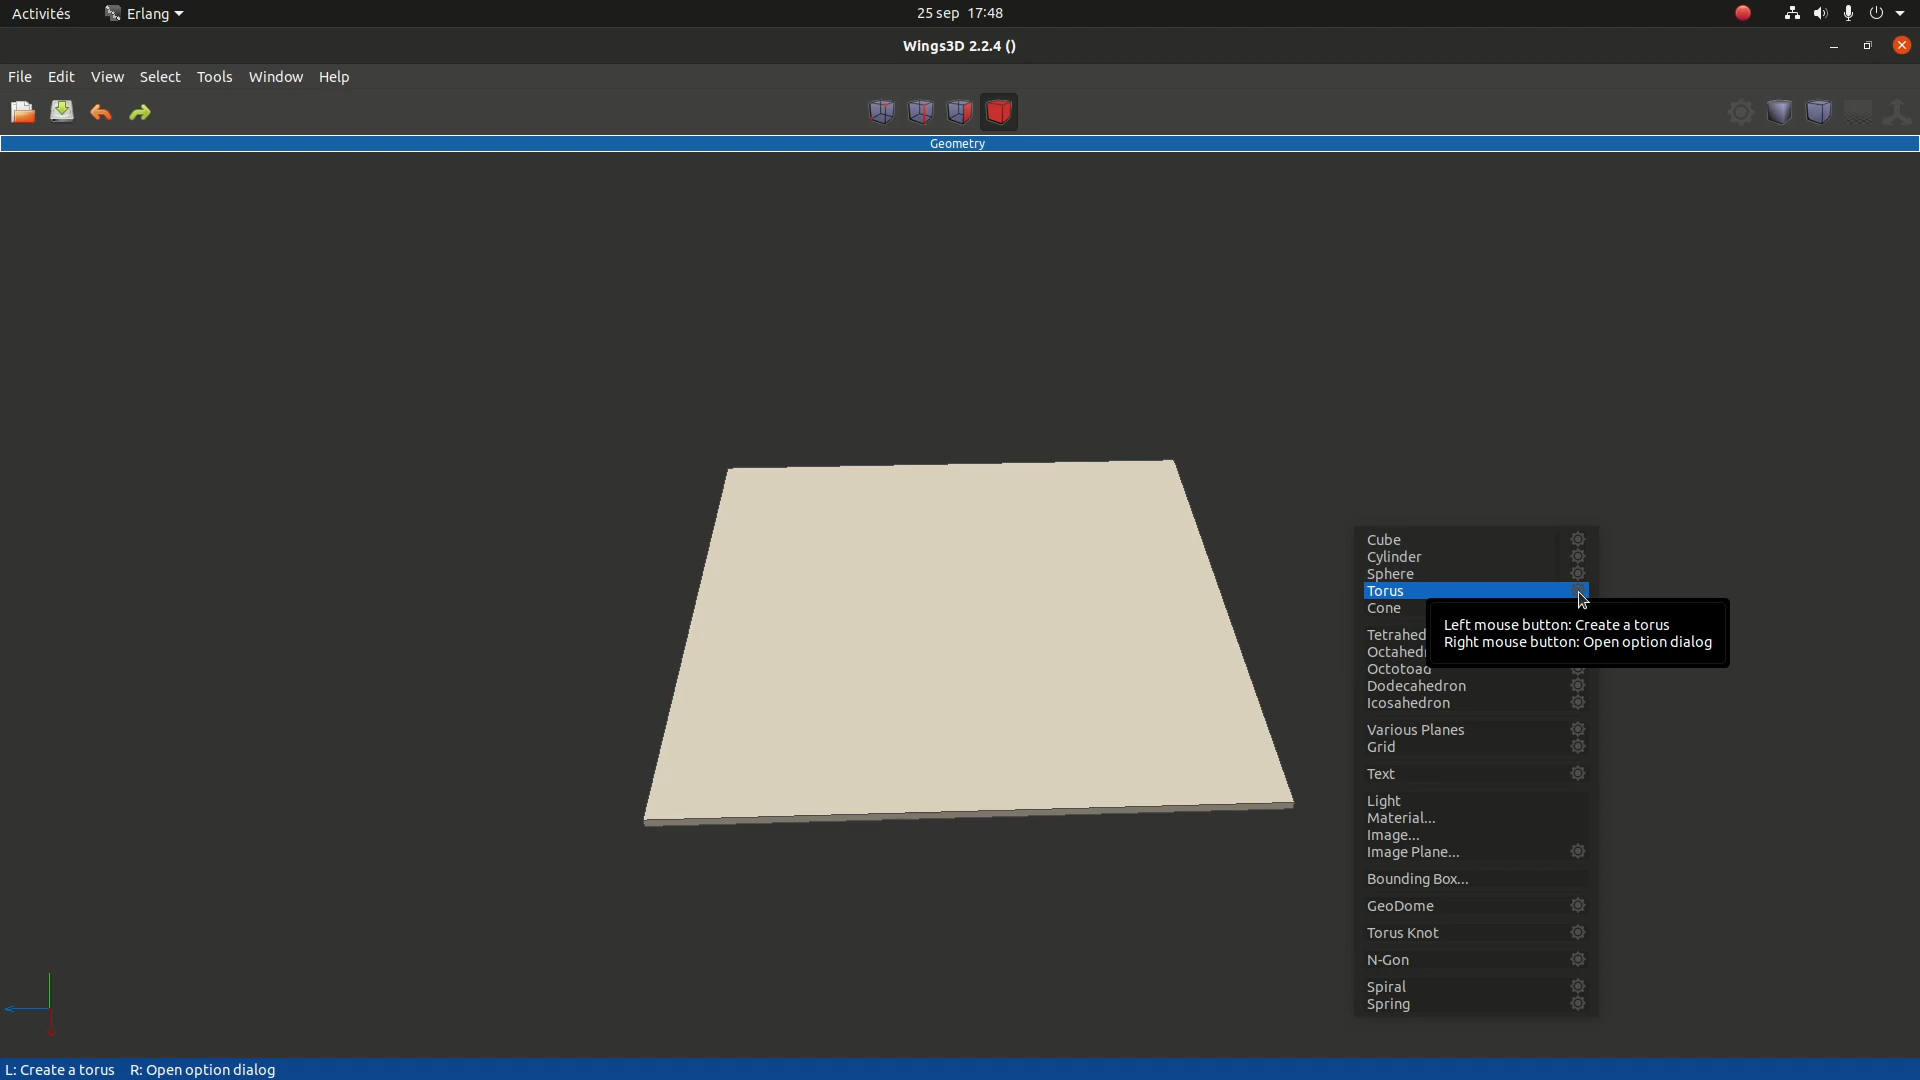 Activités
Erlang
25 sep 17:48
Wings3D 2.2.4 ()
File Edit View Select Tools Window Help
Geometry
Cube
Cylinder
Sphere
Torus
Cone
Left mouse button: Create a torus
Right mouse button: Open option dialog
Tetrahed
Octahed
Octotoad
Dodecahedron
Icosahedron
Various Planes
Grid
Text
Light
Material...
Image...
Image Plane...
Bounding Box...
GeoDome
Torus Knot
N-Gon
Spiral
Spring
L: Create a torus R: Open option dialog